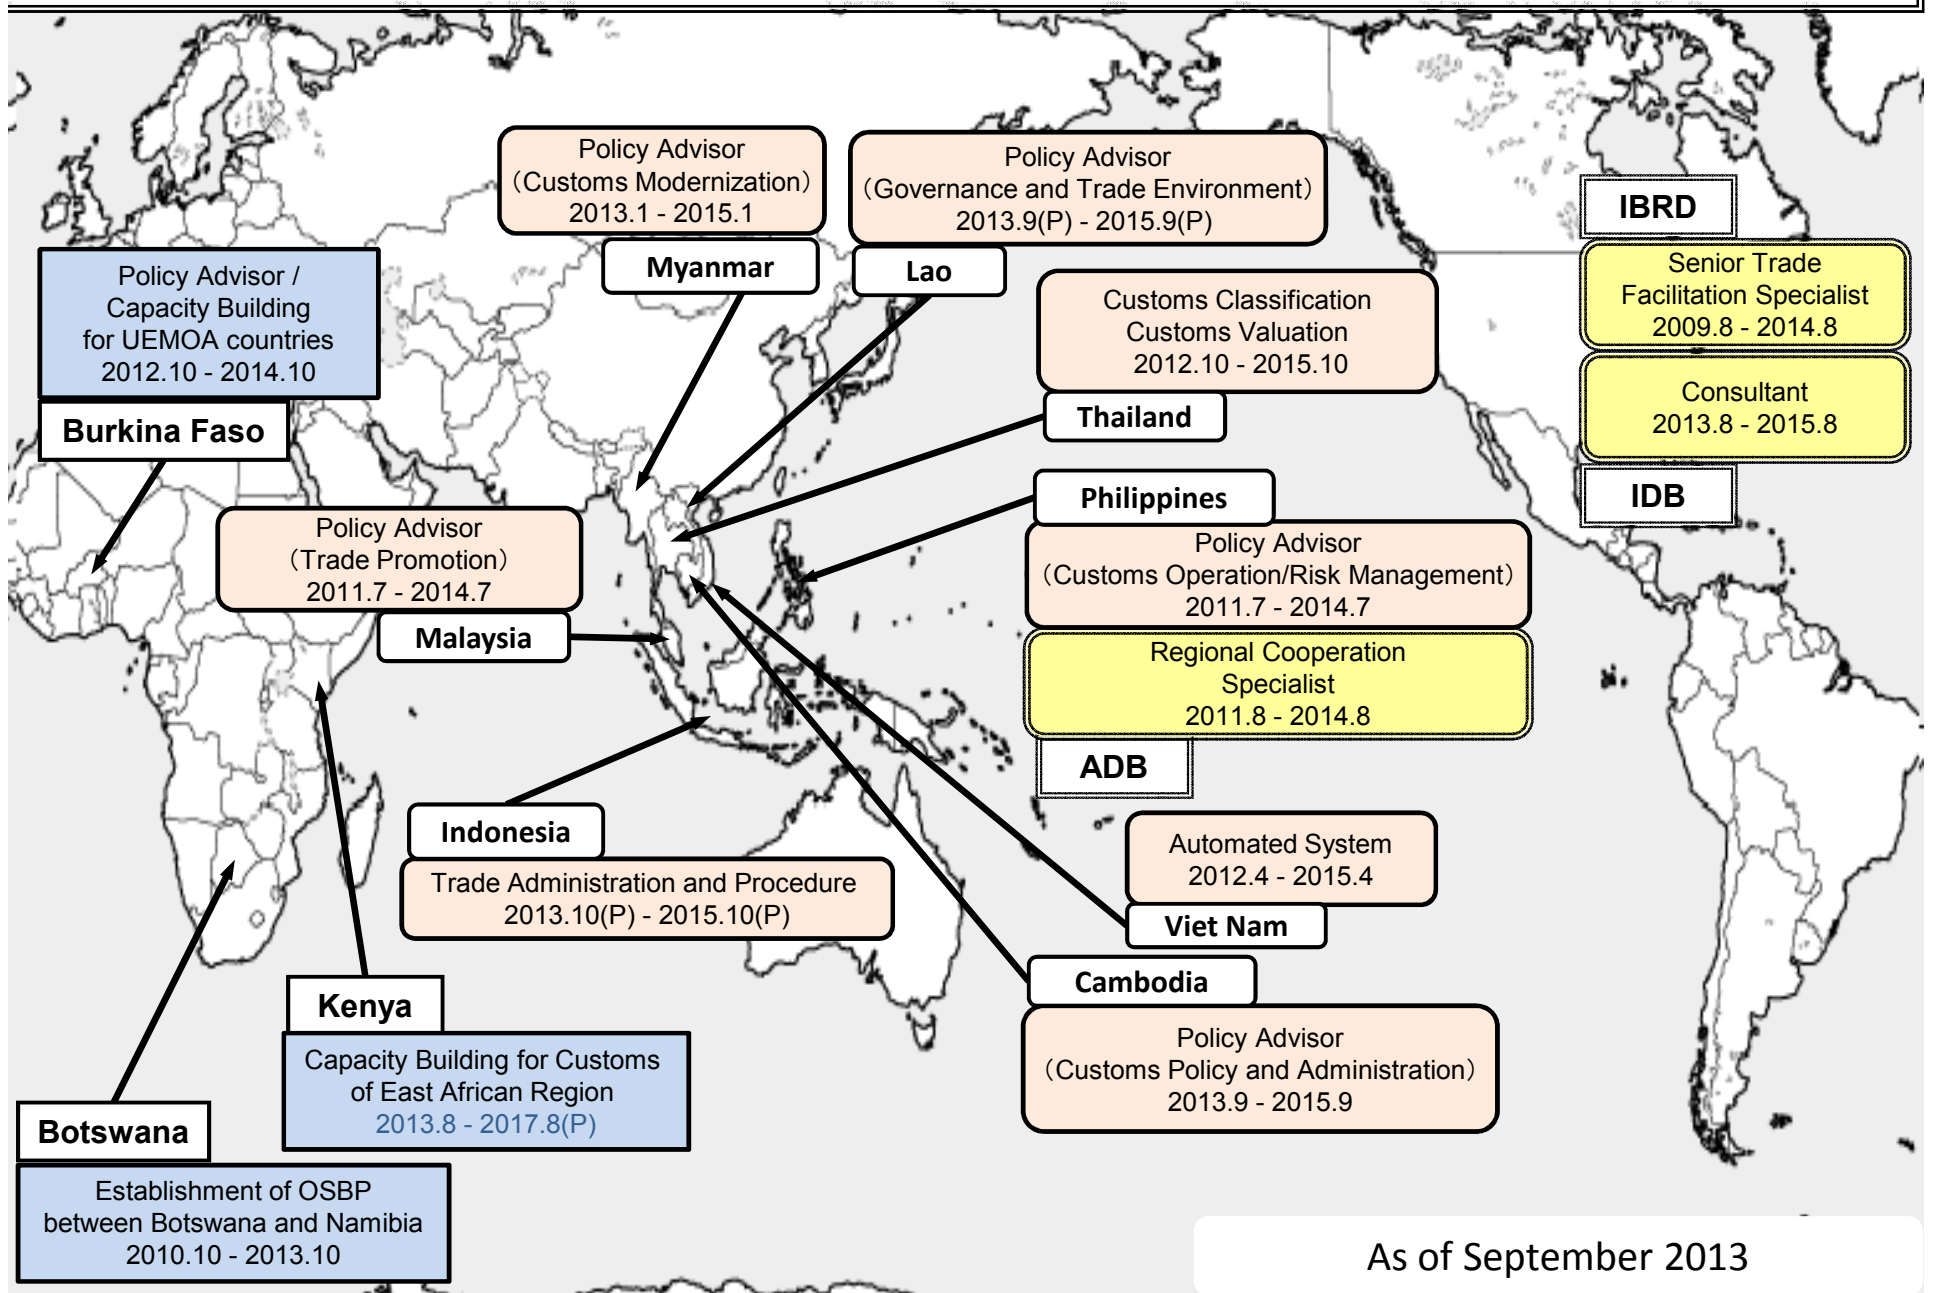 Policy Advisor
（Customs Modernization）
2013.1 - 2015.1
Myanmar
Policy Advisor
（Governance and Trade Environment）
2013.9(P) - 2015.9(P)
Lao
IBRD
Senior Trade
Facilitation Specialist
2009.8 - 2014.8
Consultant
2013.8 - 2015.8
IDB
Policy Advisor /
Capacity Building
for UEMOA countries
2012.10 - 2014.10
Burkina Faso
Customs Classification
Customs Valuation
2012.10 - 2015.10
Thailand
Philippines
Policy Advisor
（Customs Operation/Risk Management）
2011.7 - 2014.7
Regional Cooperation
Specialist
2011.8 - 2014.8
ADB
Policy Advisor
（Trade Promotion）
2011.7 - 2014.7
Malaysia
Indonesia
Trade Administration and Procedure
2013.10(P) - 2015.10(P)
Automated System
2012.4 - 2015.4
Viet Nam
Cambodia
Policy Advisor
（Customs Policy and Administration）
2013.9 - 2015.9
Kenya
Capacity Building for Customs
of East African Region
2013.8 - 2017.8(P)
Botswana
Establishment of OSBP
between Botswana and Namibia
2010.10 - 2013.10
As of September 2013